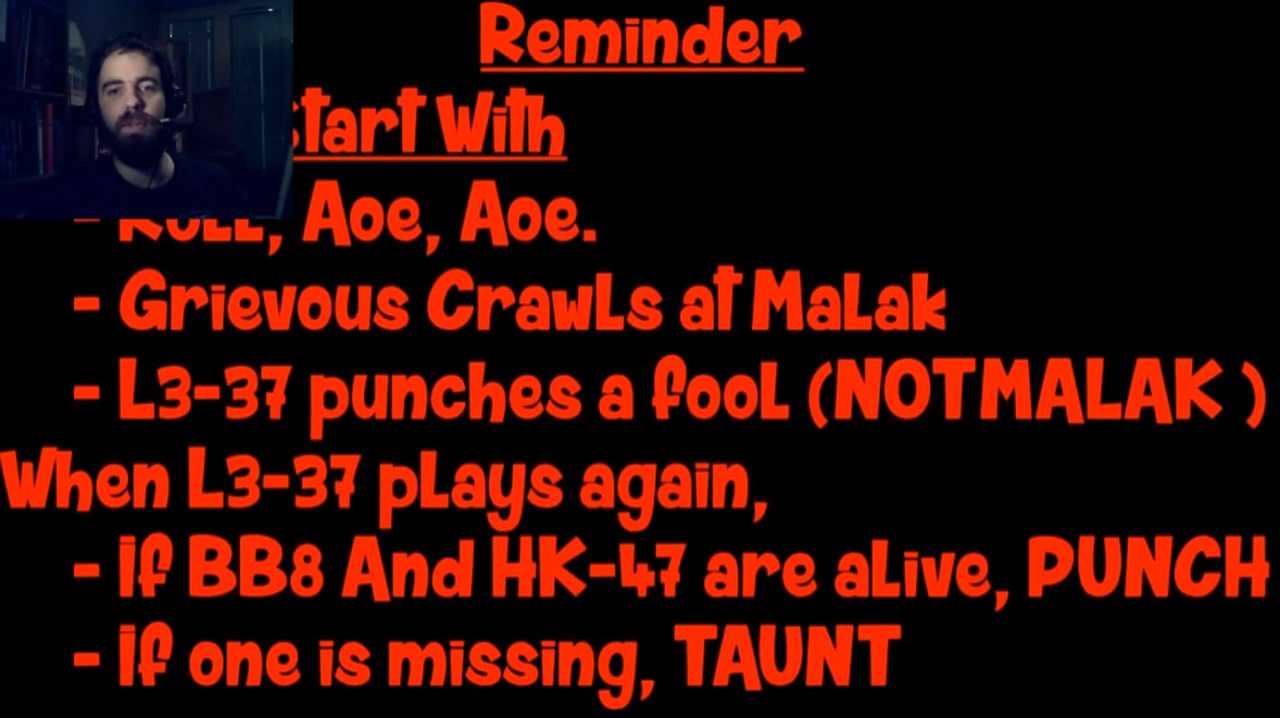 Reminder
start With
- Roll, Aoe, Aoe.
- Grievous Crawls at Malak
- L3-37 punches a fool (NOTMALAK )
When L3-37 plays again,
- If BB8 And HK-47 are alive, PUNCH
- If one is missing, TAUNT